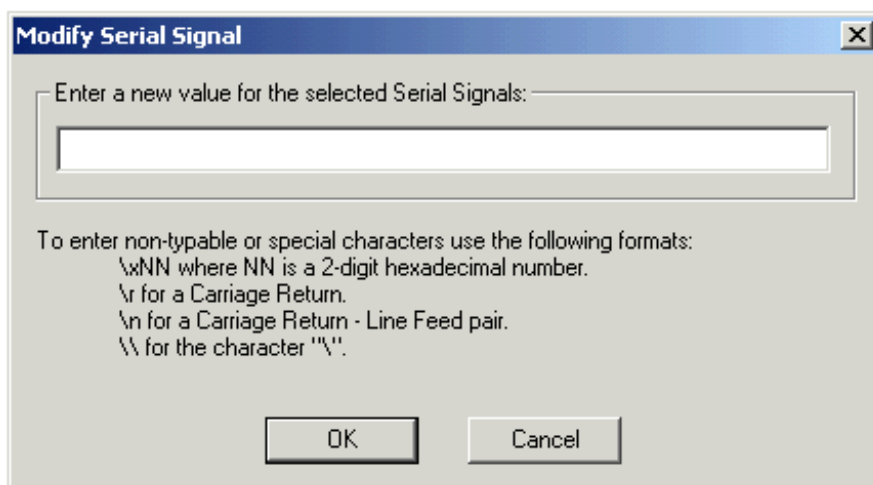 Modify Serial Signal
Enter a new value for the selected Serial Signals:
To enter non-typable or special characters use the following formats:
\xNN where NN is a 2-digit hexadecimal number.
\r for a Carriage Return.
\n for a Carriage Return - Line Feed pair.
\\ for the character "\".
OK Cancel